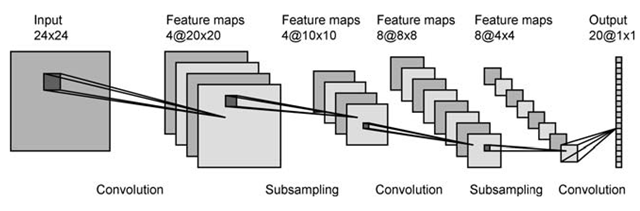 Input
24x24
Feature maps
4@20x20
Feature maps
4@10x10
Feature maps
8@8x8
Feature maps
8@4x4
Output
20@1x1
Convolution
Subsampling
Convolution
Subsampling
Convolution